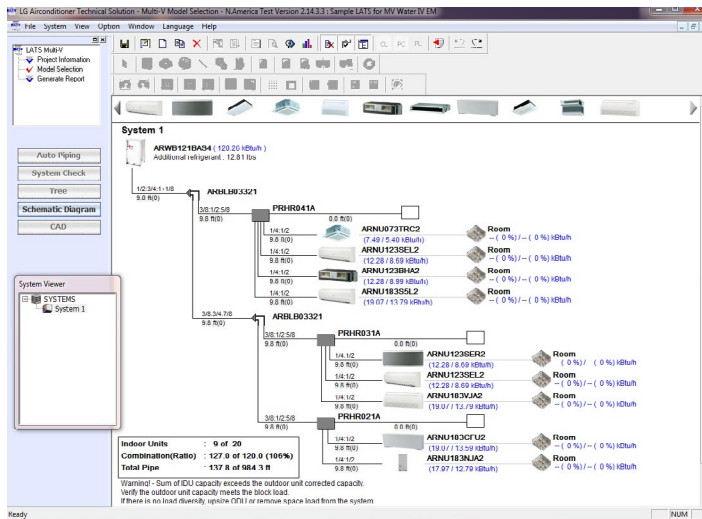 LG Airconditioner Technical Solution - Multi-V Model Selection - N.America Test Version 2.14.3.3 : Sample LATS for MV Water IV EM
File System View Option Window Language Help
LATS Multi-V
Project Information
Model Selection
Generate Report
CL PC PL
Auto Piping
System Check
Tree
Schematic Diagram
CAD
System Viewer
SYSTEMS
System 1
System 1
ARWB121BAS4 ( 120.20 kBtu/h )
Additional refrigerant : 12.81 lbs
9.8 ft(0)
ARBLB03321
3/8:1/2:5/8
9.8 ft(0)
PRHR041A
0.0 ft(0)
1/4:1/2
9.8 ft(0)
ARNU073TRC2
(7.49 / 5.40 kBtu/h)
Room
-- ( 0 %) / -- ( 0 %) kBtu/h
1/4:1/2
9.8 ft(0)
ARNU123SEL2
(12.28 / 8.69 kBtu/h)
Room
-- ( 0 %) / -- ( 0 %) kBtu/h
1/4:1/2
9.8 ft(0)
ARNU123BHA2
(12.28 / 8.99 kBtu/h)
Room
-- ( 0 %) / -- ( 0 %) kBtu/h
1/4:1/2
9.8 ft(0)
ARNU183S5L2
(19.07 / 13.79 kBtu/h)
Room
-- ( 0 %) / -- ( 0 %) kBtu/h
9.8 ft(0)
ARBLB03321
3/8:1/2:5/8
9.8 ft(0)
PRHR031A
0.0 ft(0)
1/4:1/2
9.8 ft(0)
ARNU123SER2
(12.28 / 8.69 kBtu/h)
Room
( 0 %) / ( 0 %) kBtu/h
1/4:1/2
9.8 ft(0)
ARNU123SEL2
(12.28 / 8.69 kBtu/h)
Room
-- ( 0 %) / -- ( 0 %) kBtu/h
1/4:1/2
9.8 ft(0)
ARNU183VJA2
(19.07 / 13.79 kBtu/h)
Room
-- ( 0 %) / -- ( 0 %) kBtu/h
3/8:1/2:5/8
9.8 ft(0)
PRHR021A
0.0 ft(0)
1/4:1/2
9.8 ft(0)
(19.07 / 13.59 kBtu/h)
Room
-- ( 0 %) / -- ( 0 %) kBtu/h
1/4:1/2
9.8 ft(0)
ARNU183NJA2
(17.97 / 12.79 kBtu/h)
Room
-- ( 0 %) / -- ( 0 %) kBtu/h
Indoor Units : 9 of 20
Combination(Ratio) : 127.0 of 120.0 (106%)
Total Pipe : 137.8 of 984.3 ft
Warning! - Sum of IDU capacity exceeds the outdoor unit corrected capacity.
Verify the outdoor unit capacity meets the block load.
If there is no load diversity, upsize ODU or remove space load from the system
Ready
NUM